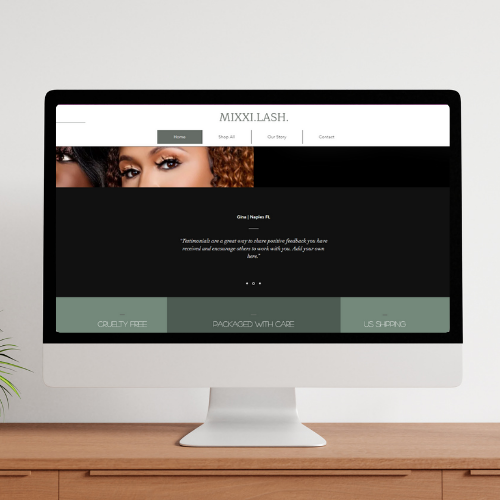 MIXXI.LASH.
Home Shop All Our Story Contact
Gina | Naples FL
"Testimonials are a great way to share positive feedback you have
received and encourage others to work with you. Add your own
here."
CRUELTY FREE PACKAGED WITH CARE US SHIPPING